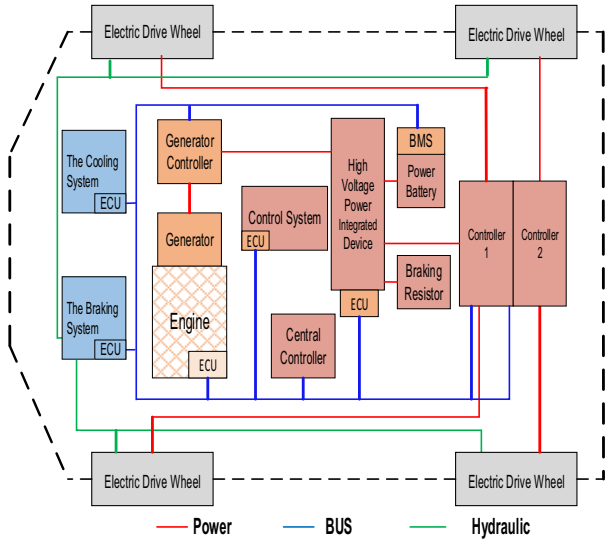 Electric Drive Wheel
Electric Drive Wheel
The Cooling
System
ECU
Generator
Controller
High
Voltage
Power
Integrated
Device
ECU
BMS
Power
Battery
Control System
ECU
Controller
1
Controller
2
Generator
Braking
Resistor
The Braking
System
ECU
Engine
ECU
Central
Controller
Electric Drive Wheel
Electric Drive Wheel
Power
BUS
Hydraulic